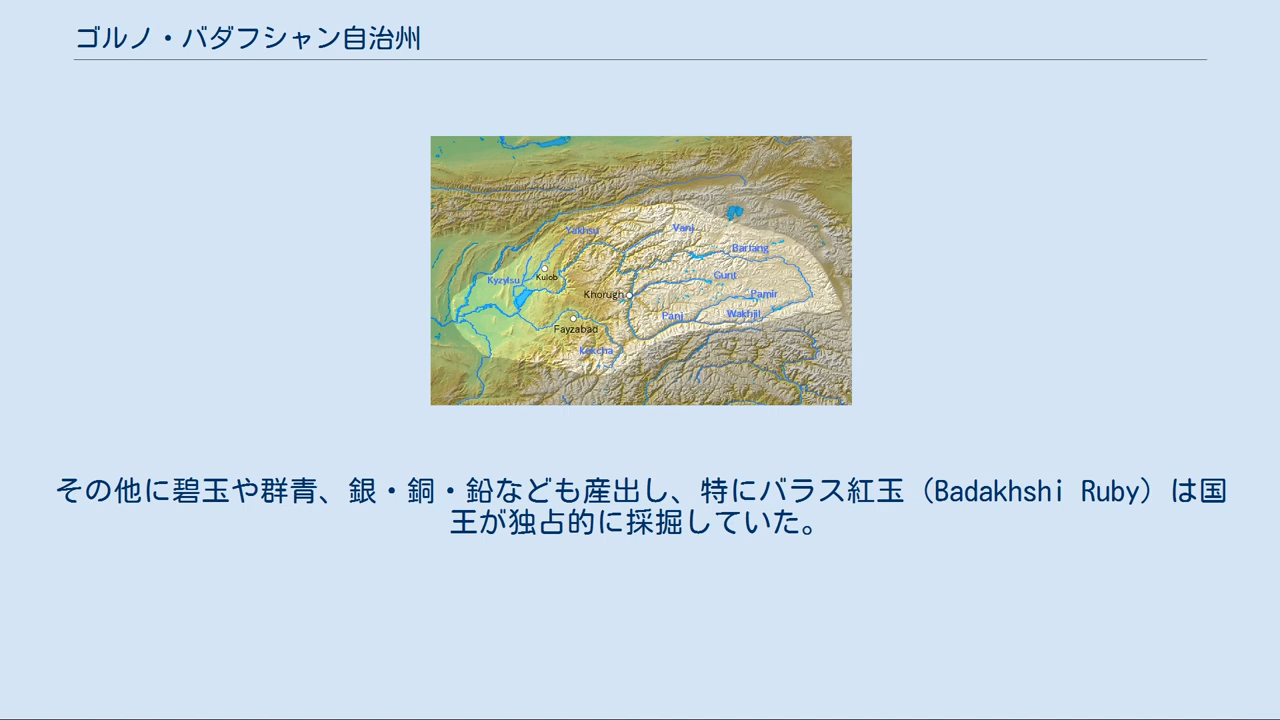 ゴルノ・バダフシャン自治州
Yakhsu
Vanj
Bartang
Kulob
Kyzylsu
Gunt
Khorugh
Pamir
Panj
Wakhjil
Fayzabad
Kokcha
その他に碧玉や群青、銀・銅・鉛なども産出し、特にバラス紅玉（Badakhshi Ruby）は国
王が独占的に採掘していた。